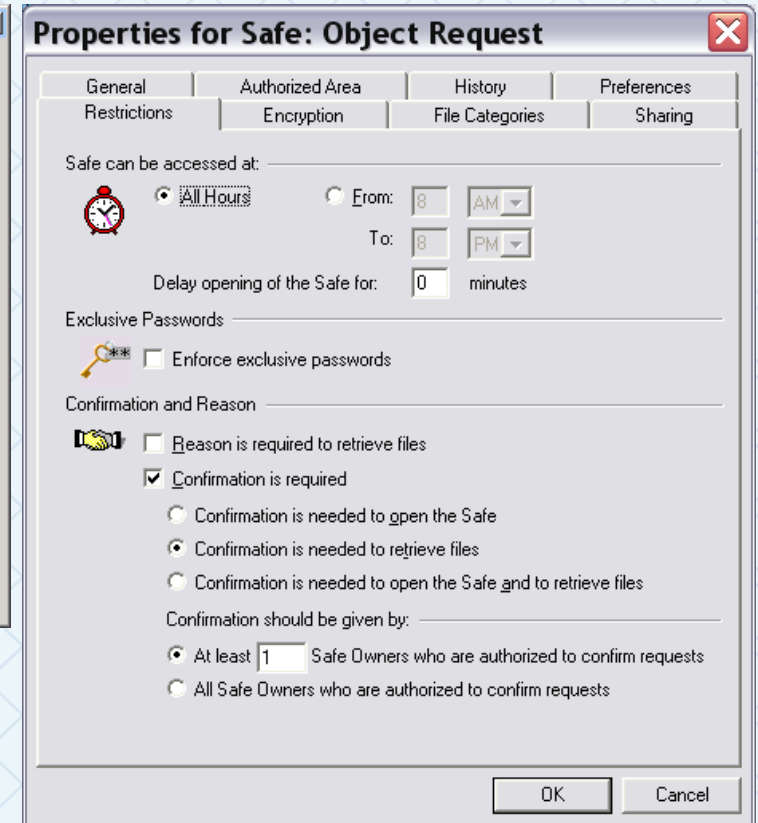 Properties for Safe: Object Request
General Authorized Area History Preferences
Restrictions Encryption File Categories Sharing
Safe can be accessed at:
All Hours From: 8 AM
To: 8 PM
Delay opening of the Safe for: 0 minutes
Exclusive Passwords
** Enforce exclusive passwords
Confirmation and Reason
Reason is required to retrieve files
Confirmation is required
Confirmation is needed to open the Safe
Confirmation is needed to retrieve files
Confirmation is needed to open the Safe and to retrieve files
Confirmation should be given by:
At least 1 Safe Owners who are authorized to confirm requests
All Safe Owners who are authorized to confirm requests
OK Cancel